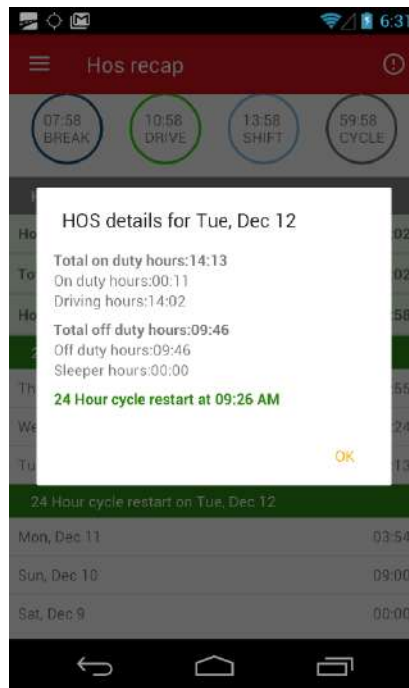 6:31
Hos recap
07:58 10:58 13:58 59:58
BREAK DRIVE SHIFT CYCLE
HOS details for Tue, Dec 12
Total on duty hours:14:13
On duty hours:00:11
Driving hours:14:02
Total off duty hours:09:46
Off duty hours:09:46
Sleeper hours:00:00
24 Hour cycle restart at 09:26 AM
OK
24 Hour cycle restart on Tue, Dec 12
Mon, Dec 11 03:54
Sun, Dec 10 09:00
Sat, Dec 9 00:00